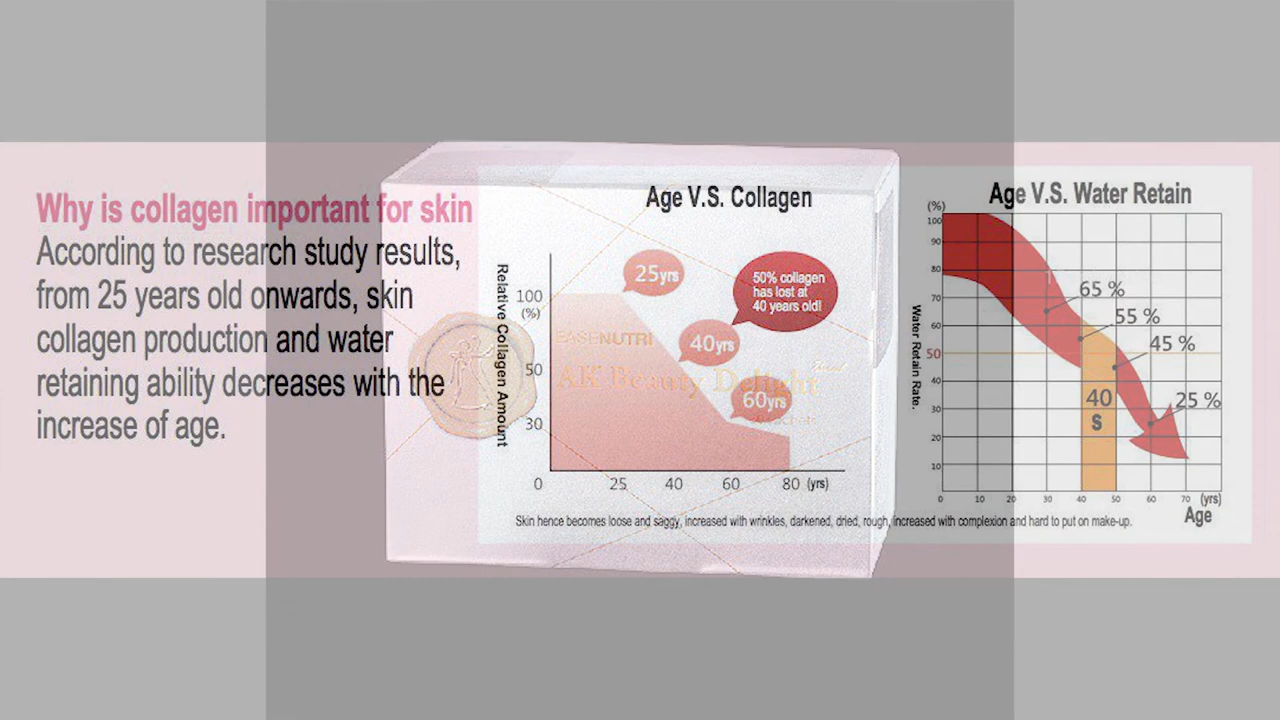 Why is collagen important for skin
According to research study results,
from 25 years old onwards, skin
collagen production and water
retaining ability decreases with the
increase of age.
Age V.S. Collagen
Relative Collagen Amount
100
(%)
50
30
0
25
40
60
80
(yrs)
25yrs
40yrs
60yrs
50% collagen
has lost at
40 years old!
EASENUTRI
AK Beauty Delight
Age V.S. Water Retain
(%)
Water Retain Rate.
100
90
80
70
60
50
40
30
20
10
0
10
20
30
40
50
60
70
(yrs)
Age
65 %
55 %
45 %
25 %
40
s
Skin hence becomes loose and saggy, increased with wrinkles, darkened, dried, rough, increased with complexion and hard to put on make-up.